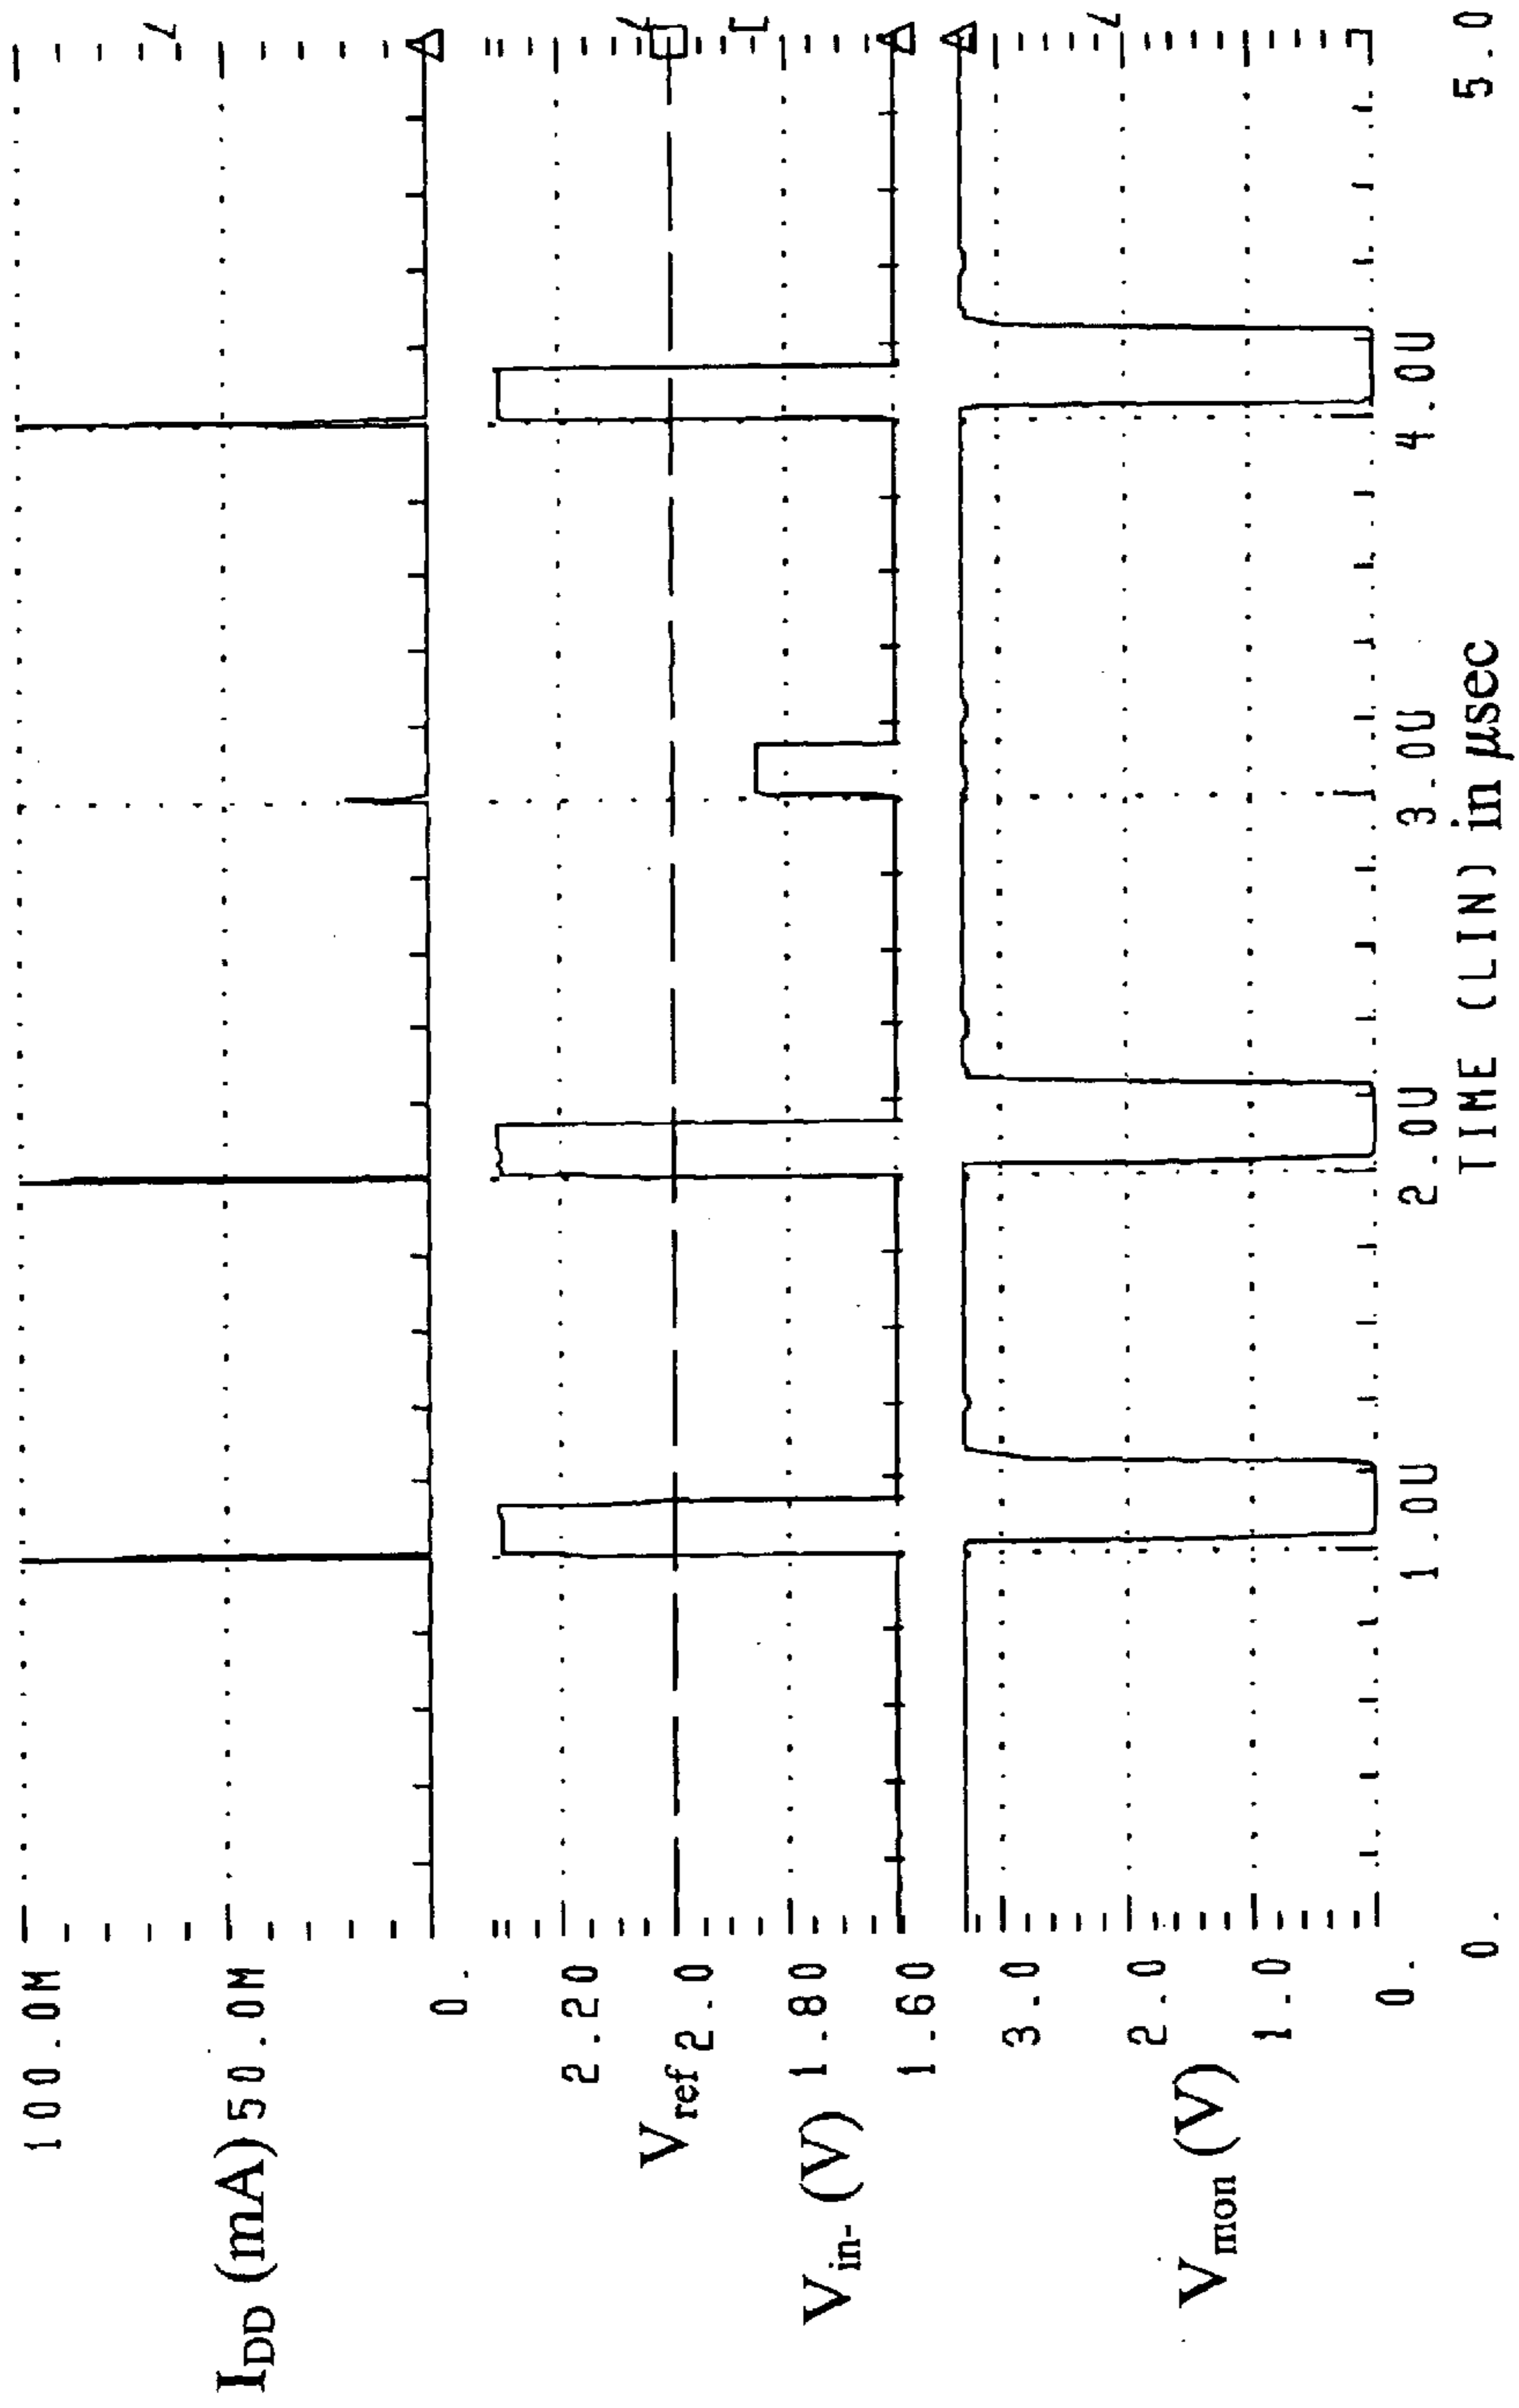 100.0M
I_DD (mA) 50.0M
0.
2.20
V_ref 2.0
V_in- (V) 1.80
1.60
3.0
V_mon (V) 2.0
1.0
0.
0. 1.0U 2.0U 3.0U 4.0U 5.0
TIME (LIN) in µsec